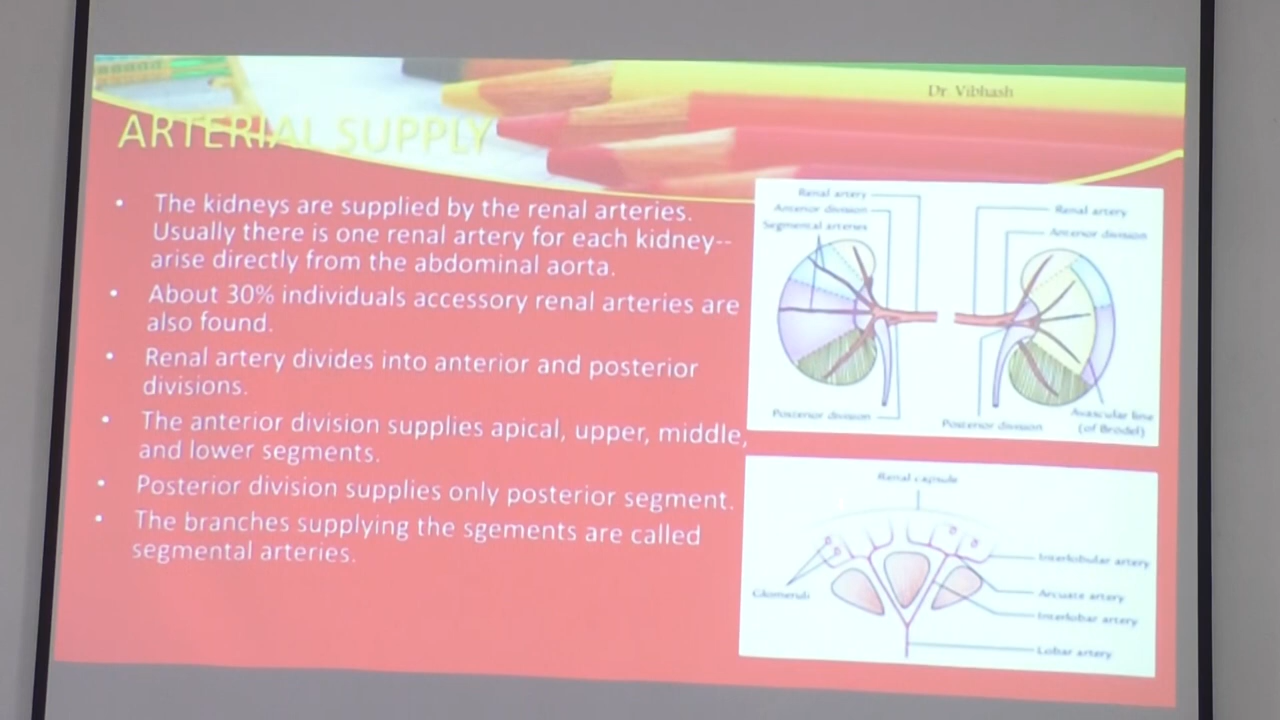 Dr. Vibhash
ARTERIAL SUPPLY
• The kidneys are supplied by the renal arteries.
Usually there is one renal artery for each kidney--
arise directly from the abdominal aorta.
• About 30% individuals accessory renal arteries are
also found.
• Renal artery divides into anterior and posterior
divisions.
• The anterior division supplies apical, upper, middle,
and lower segments.
• Posterior division supplies only posterior segment.
• The branches supplying the sgements are called
segmental arteries.
Renal artery
Anterior division
Segmental arteries
Posterior division
Renal artery
Anterior division
Posterior division
Avascular line
(of Brodel)
Renal capsule
Glomeruli
Interlobular artery
Arcuate artery
Interlobar artery
Lobar artery